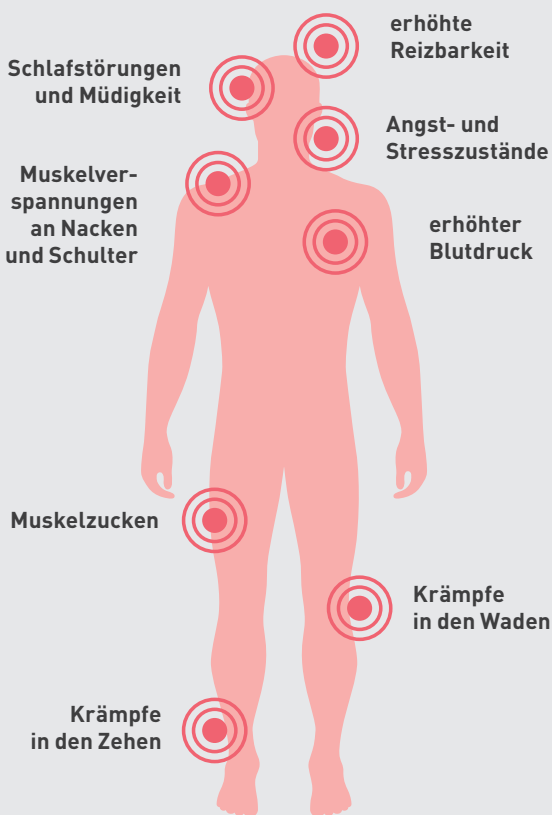 erhöhte
Reizbarkeit
Schlafstörungen
und Müdigkeit
Angst- und
Stresszustände
Muskelver-
spannungen
an Nacken
und Schulter
erhöhter
Blutdruck
Muskelzucken
Krämpfe
in den Waden
Krämpfe
in den Zehen